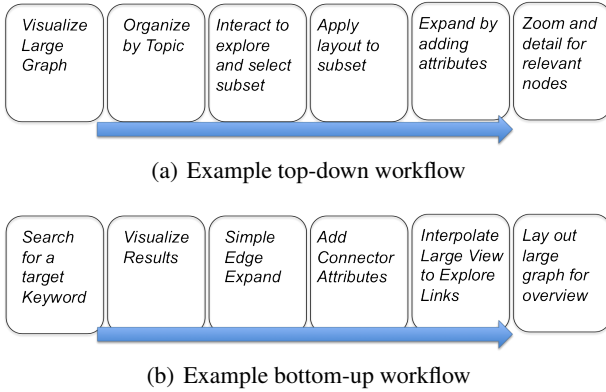 Visualize
Large
Graph
Organize
by Topic
Interact to
explore
and select
subset
Apply
layout to
subset
Expand by
adding
attributes
Zoom and
detail for
relevant
nodes
(a) Example top-down workflow
Search
for a
target
Keyword
Visualize
Results
Simple
Edge
Expand
Add
Connector
Attributes
Interpolate
Large View
to Explore
Links
Lay out
large
graph for
overview
(b) Example bottom-up workflow